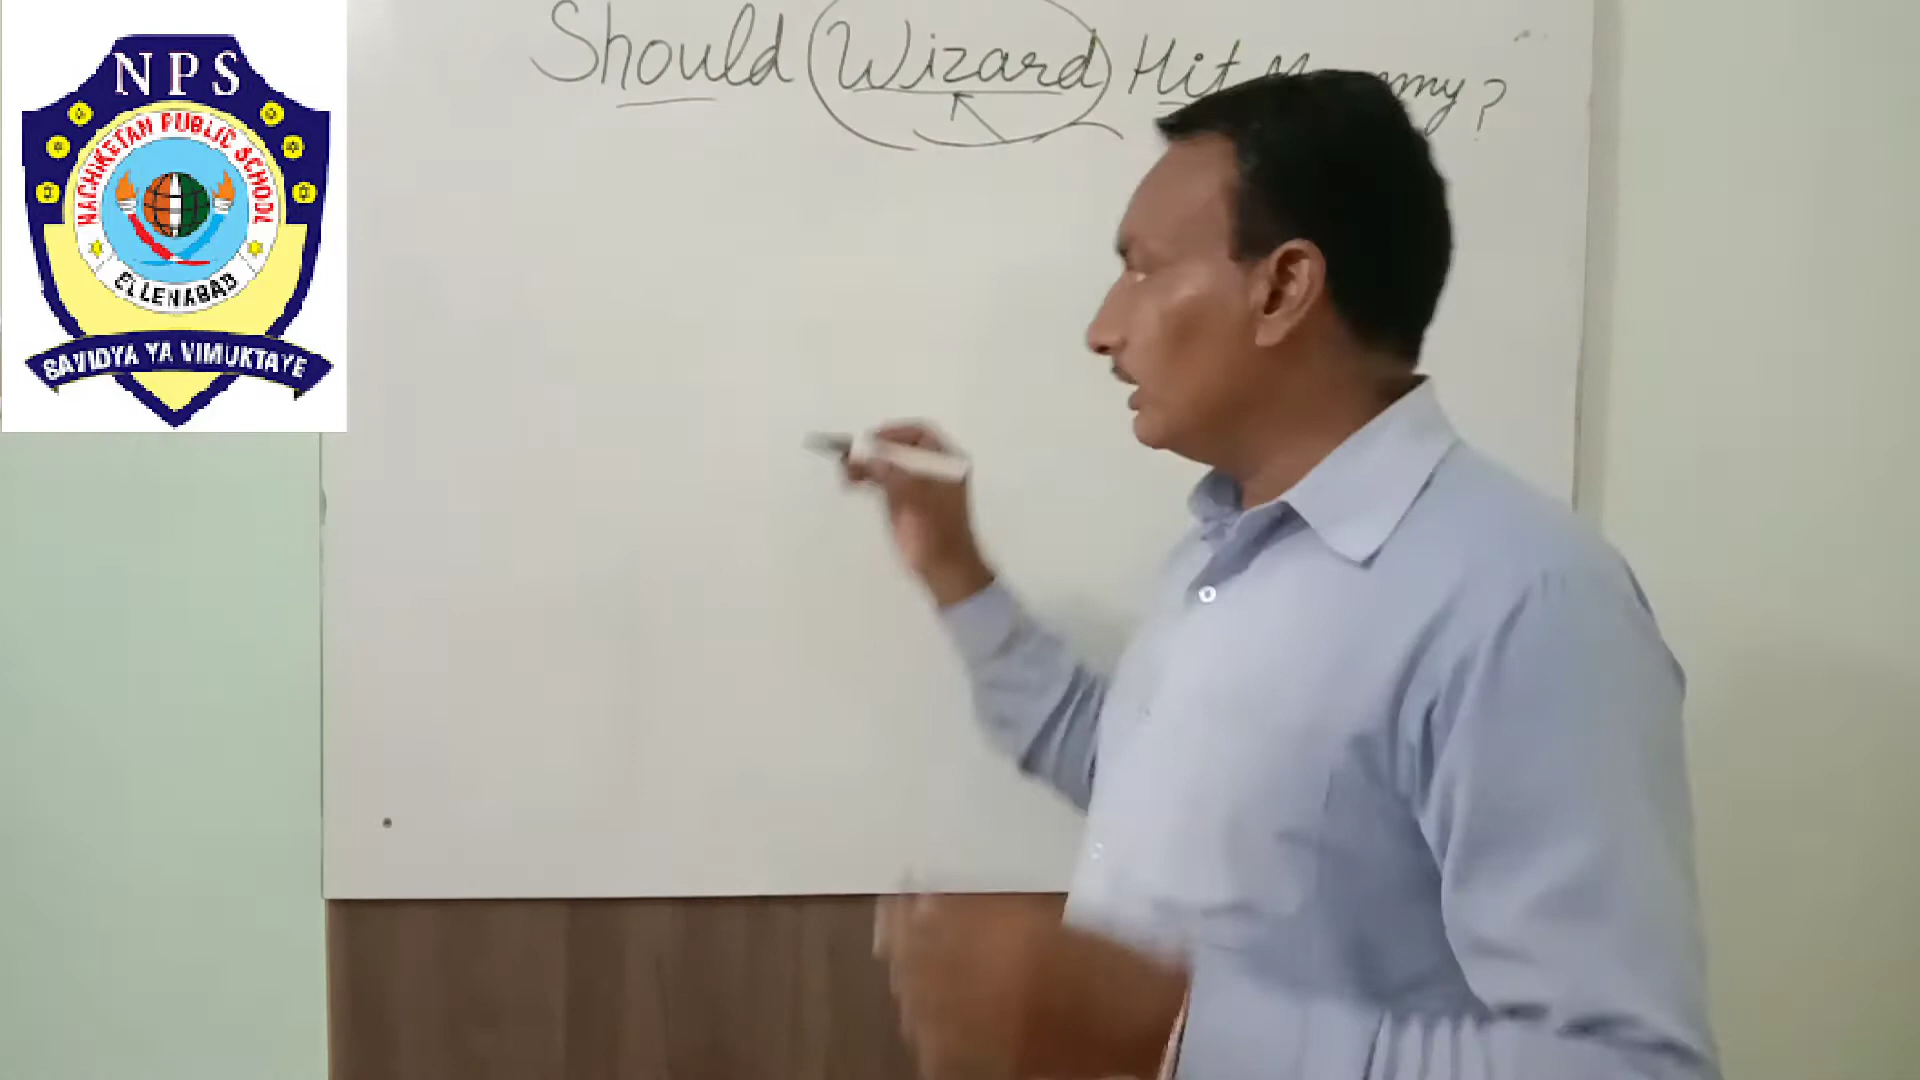 NPS
NACHIKETAN PUBLIC SCHOOL
ELLENABAD
SAVIDYA YA VIMUKTAYE
Should Wizard Hit